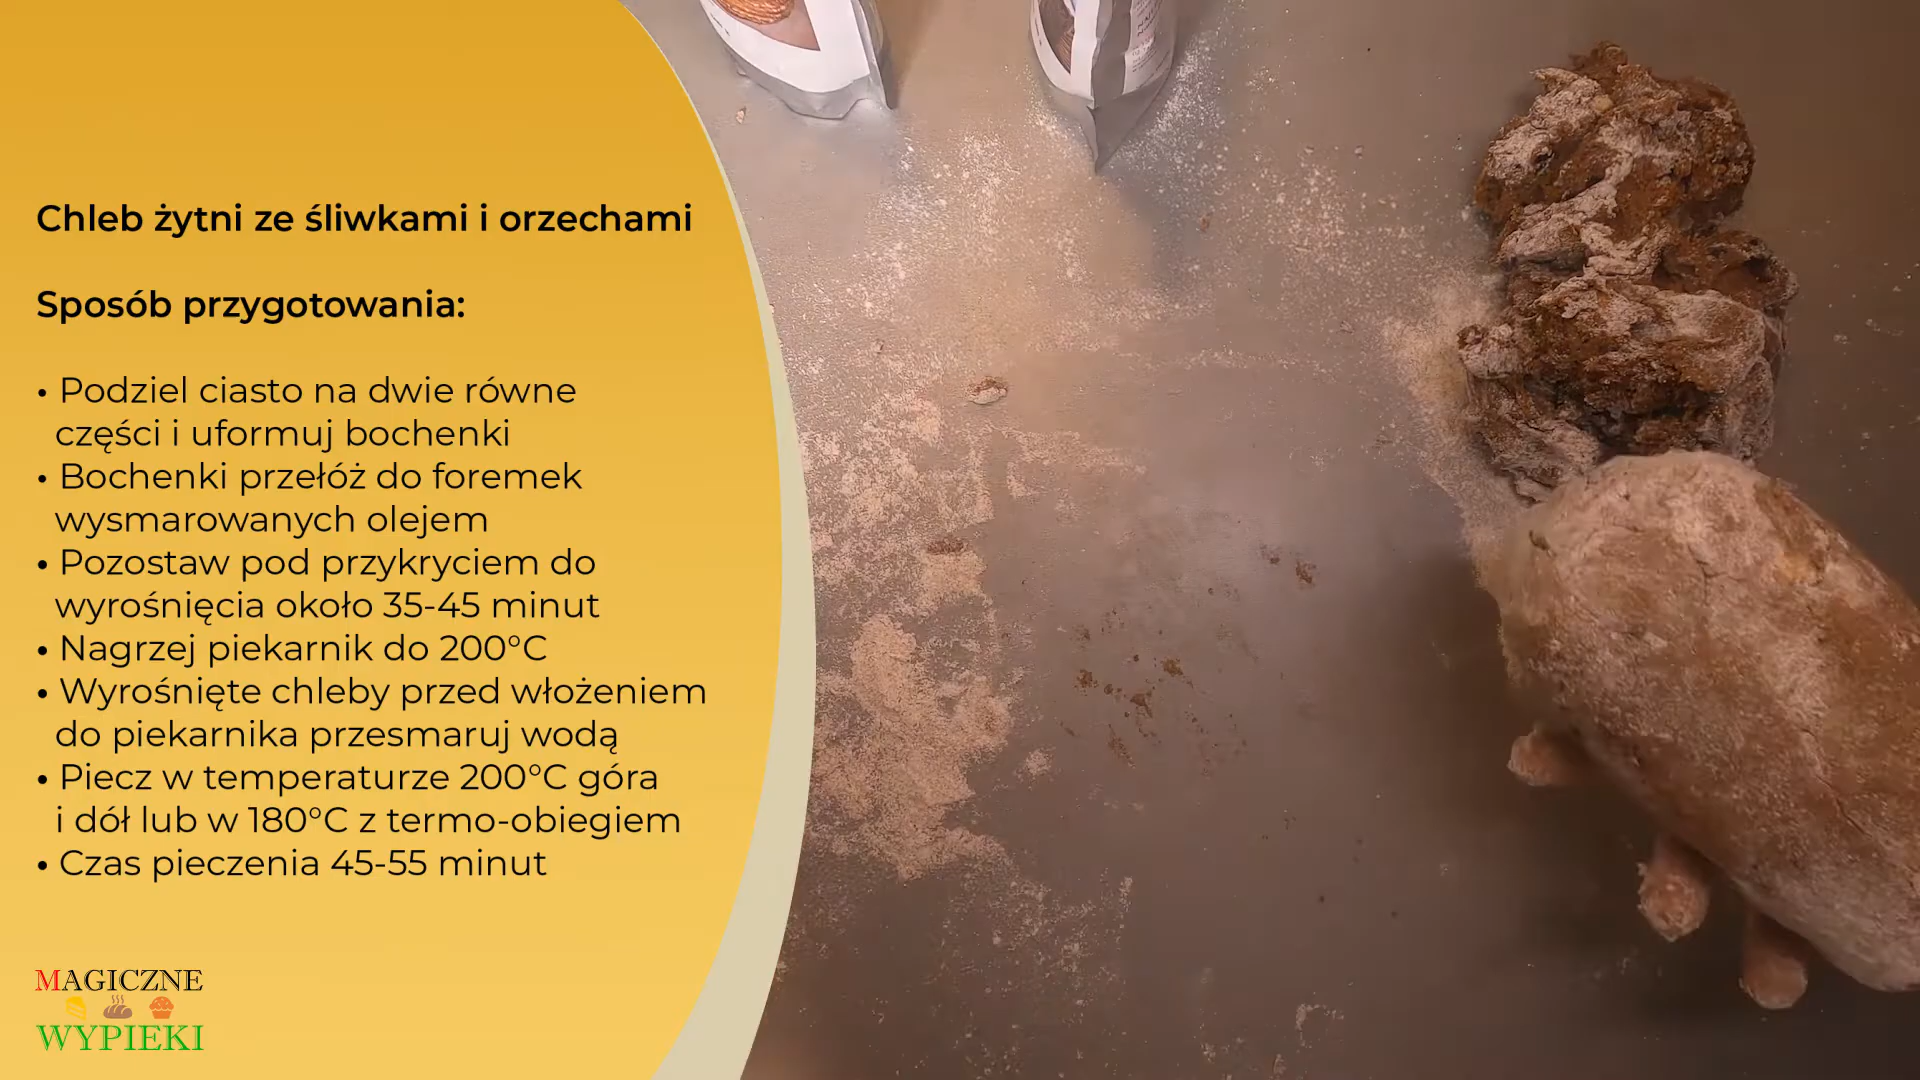 Chleb żytni ze śliwkami i orzechami
Sposób przygotowania:
• Podziel ciasto na dwie równe
części i uformuj bochenki
• Bochenki przełóż do foremek
wysmarowanych olejem
• Pozostaw pod przykryciem do
wyrośnięcia około 35-45 minut
• Nagrzej piekarnik do 200°C
• Wyrośnięte chleby przed włożeniem
do piekarnika przesmaruj wodą
• Piecz w temperaturze 200°C góra
i dół lub w 180°C z termo-obiegiem
• Czas pieczenia 45-55 minut
MAGICZNE
WYPIEKI